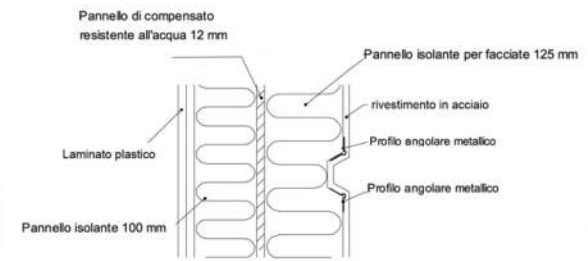 Pannello di compensato
resistente all'acqua 12 mm
Pannello isolante per facciate 125 mm
rivestimento in acciaio
Profilo angolare metallico
Laminato plastico
Profilo angolare metallico
Pannello isolante 100 mm